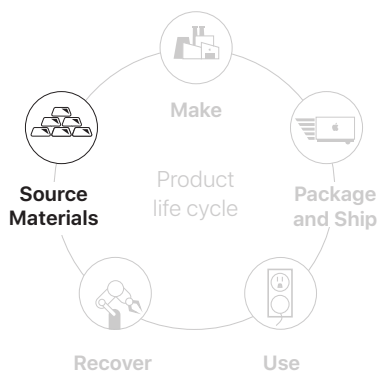 Make
Source
Materials
Product
life cycle
Package
and Ship
Recover
Use